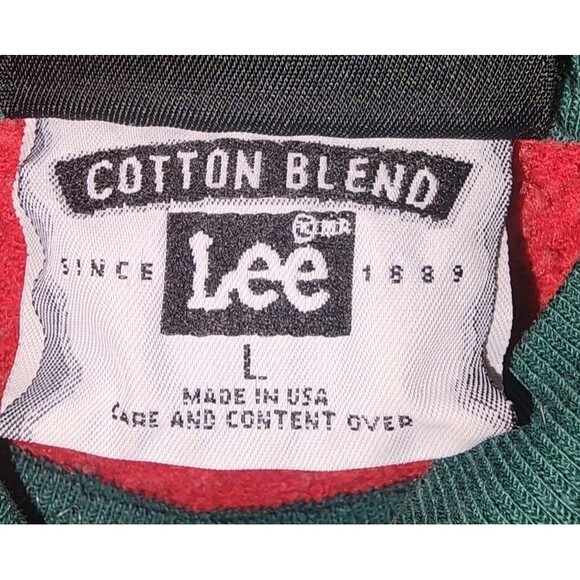 COTTON BLEND
Lee
SINCE 1889
L
MADE IN USA
CARE AND CONTENT OVER